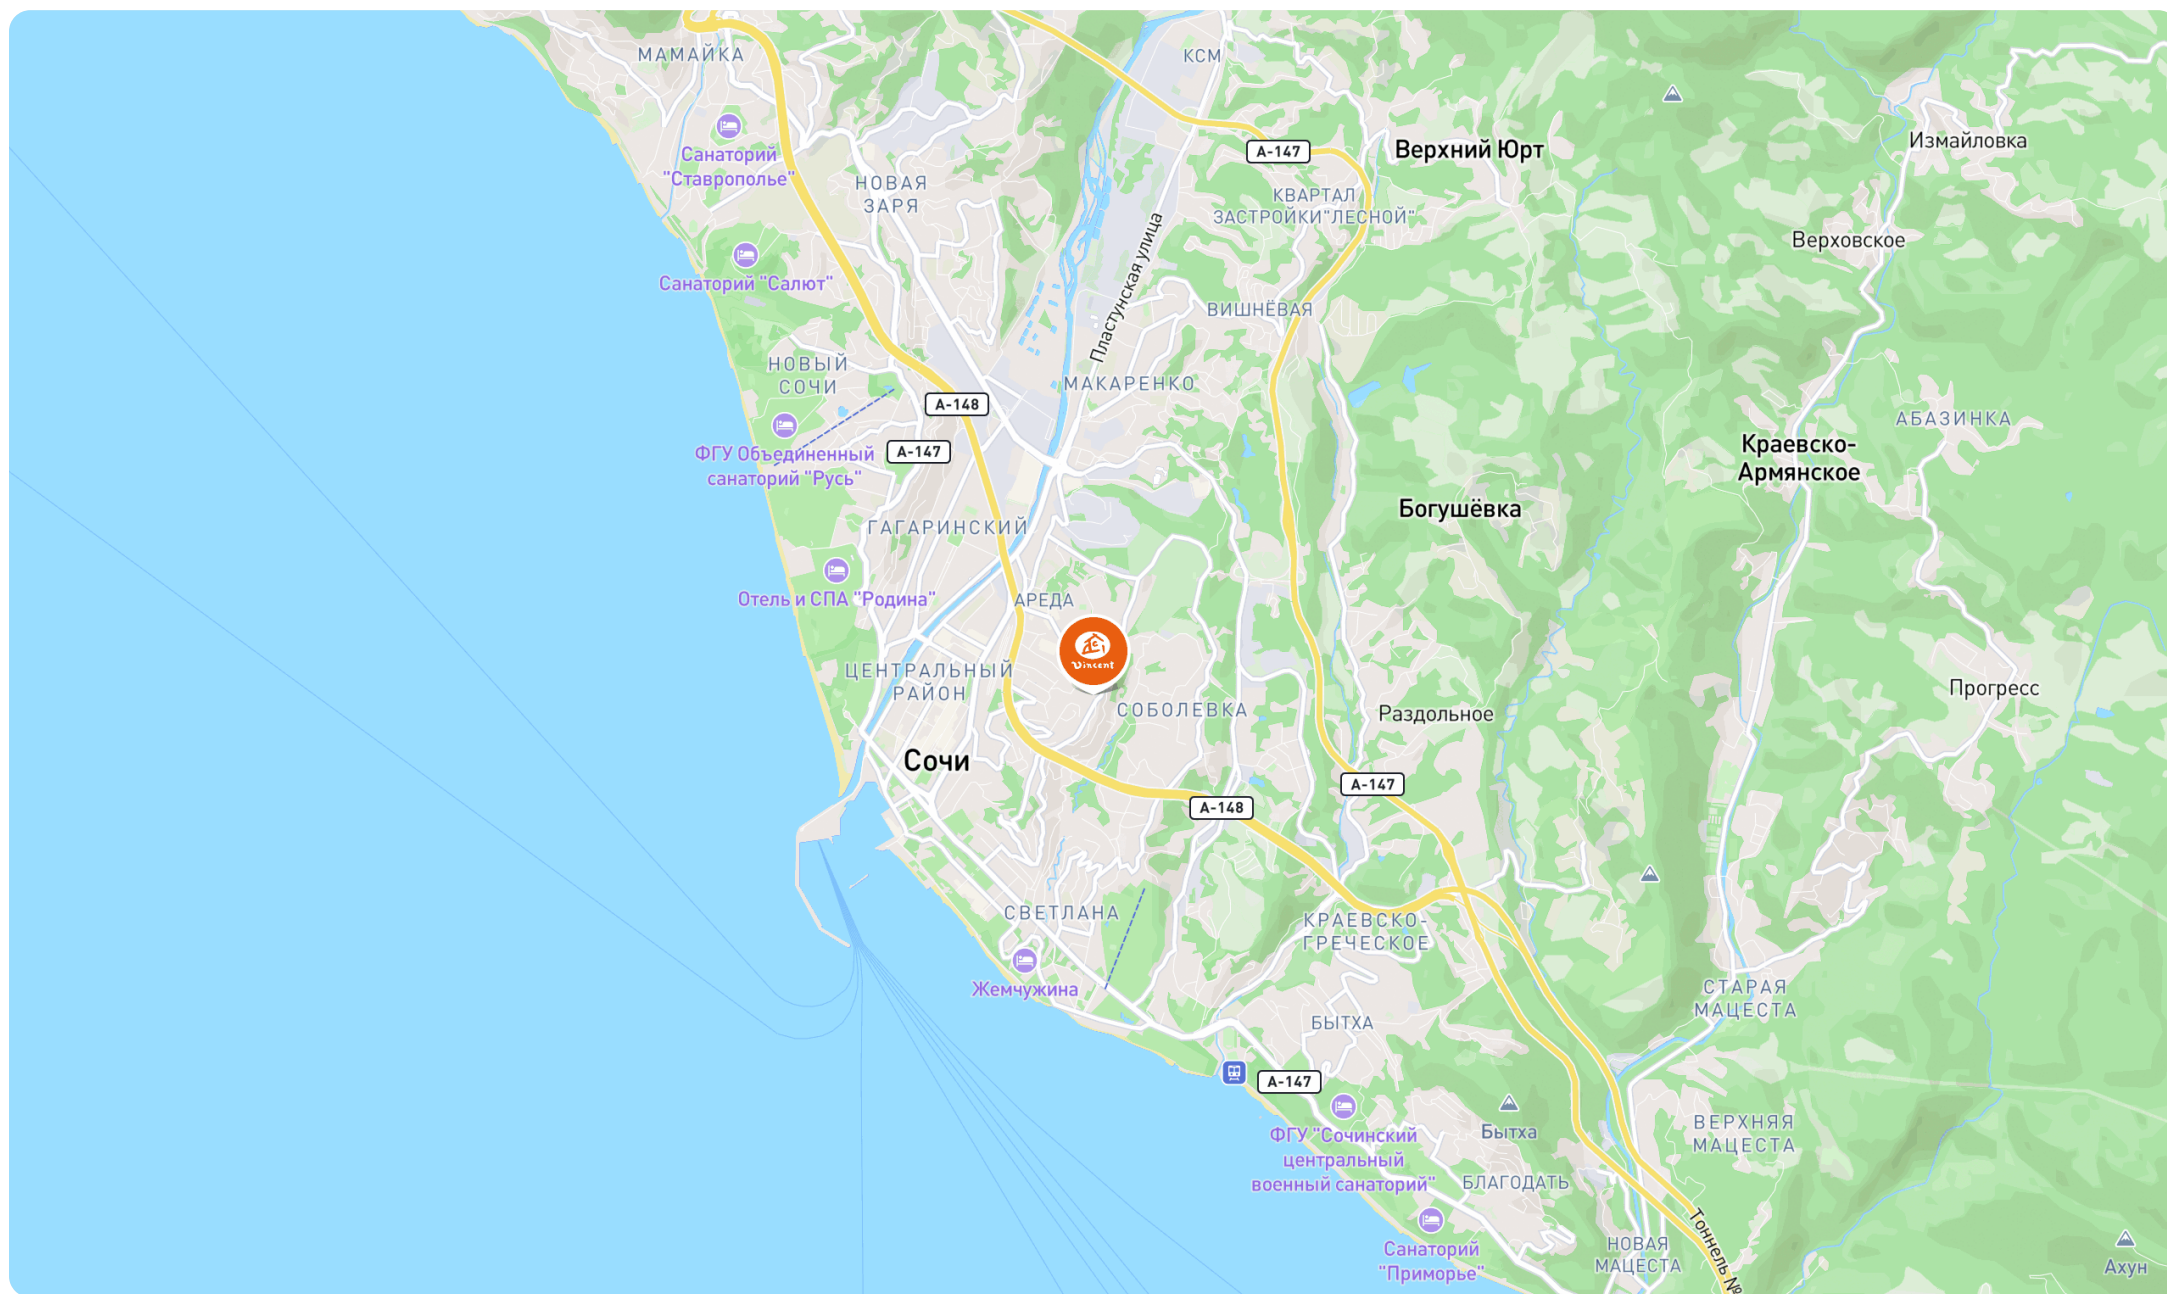 МАМАЙКА
КСМ
Санаторий
"Ставрополье"
НОВАЯ
ЗАРЯ
А-147
Верхний Юрт
Измайловка
КВАРТАЛ
ЗАСТРОЙКИ"ЛЕСНОЙ"
Верховское
Санаторий "Салют"
Пластунская улица
ВИШНЁВАЯ
НОВЫЙ
СОЧИ
МАКАРЕНКО
А-148
А-147
ФГУ Объединенный
санаторий "Русь"
АБАЗИНКА
Краевско-
Армянское
Богушёвка
ГАГАРИНСКИЙ
Отель и СПА "Родина"
АРЕДА
Vincent
ЦЕНТРАЛЬНЫЙ
РАЙОН
СОБОЛЕВКА
Раздольное
Прогресс
Сочи
А-147
А-148
СВЕТЛАНА
КРАЕВСКО-
ГРЕЧЕСКОЕ
Жемчужина
СТАРАЯ
МАЦЕСТА
БЫТХА
А-147
ФГУ "Сочинский
центральный
военный санаторий"
Бытха
ВЕРХНЯЯ
МАЦЕСТА
БЛАГОДАТЬ
Санаторий
"Приморье"
НОВАЯ
МАЦЕСТА
Тоннель №
Ахун